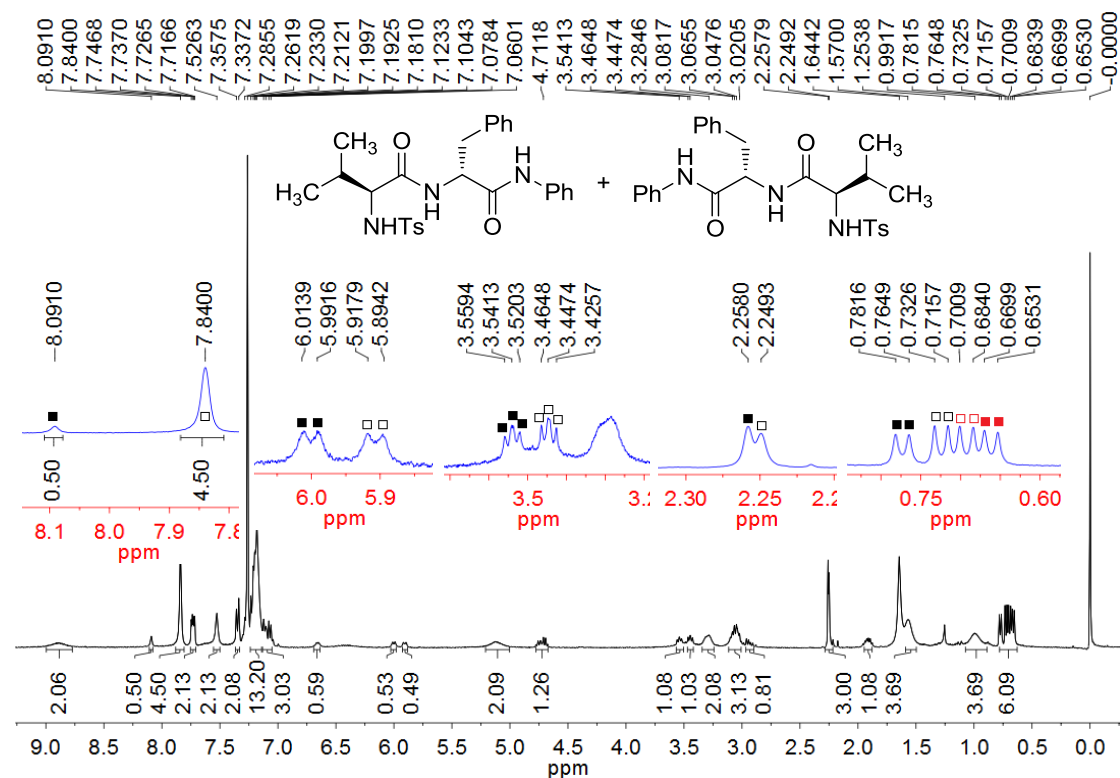 8.0910 7.8400 7.7468 7.7370 7.7265 7.7168 7.5263 7.3575 7.3372 7.2855 7.2619 7.2330 7.2121 7.1997 7.1925 7.1810 7.1233 7.1043 7.0784 7.0601 4.7118 3.5413 3.4648 3.4474 3.2846 3.0817 3.0655 3.0476 3.0205 2.2579 2.2492 1.6442 1.5700 1.2538 0.9917 0.7815 0.7648 0.7325 0.7157 0.7009 0.6839 0.6699 0.6530 -0.0000
Ph Ph
CH3 O H O CH3
H3C N N Ph + Ph N N CH3
H O O H
NHTs NHTs
8.0910 7.8400
0.50 4.50
8.1 8.0 7.9 7.8
ppm
6.0139 5.9916 5.9179 5.8942
6.0 5.9
ppm
3.5594 3.5413 3.5203 3.4648 3.4474 3.4257
3.5
ppm
2.2580 2.2493
2.30 2.25
ppm
0.7816 0.7649 0.7326 0.7157 0.7009 0.6840 0.6699 0.6531
0.75 0.60
ppm
2.06 0.50 4.50 2.13 2.13 2.08 13.20 3.03 0.59 0.53 0.49 2.09 1.26 1.08 1.03 2.08 3.13 0.81 3.00 1.08 3.69 3.69 6.09
9.0 8.5 8.0 7.5 7.0 6.5 6.0 5.5 5.0 4.5 4.0 3.5 3.0 2.5 2.0 1.5 1.0 0.5 0.0
ppm